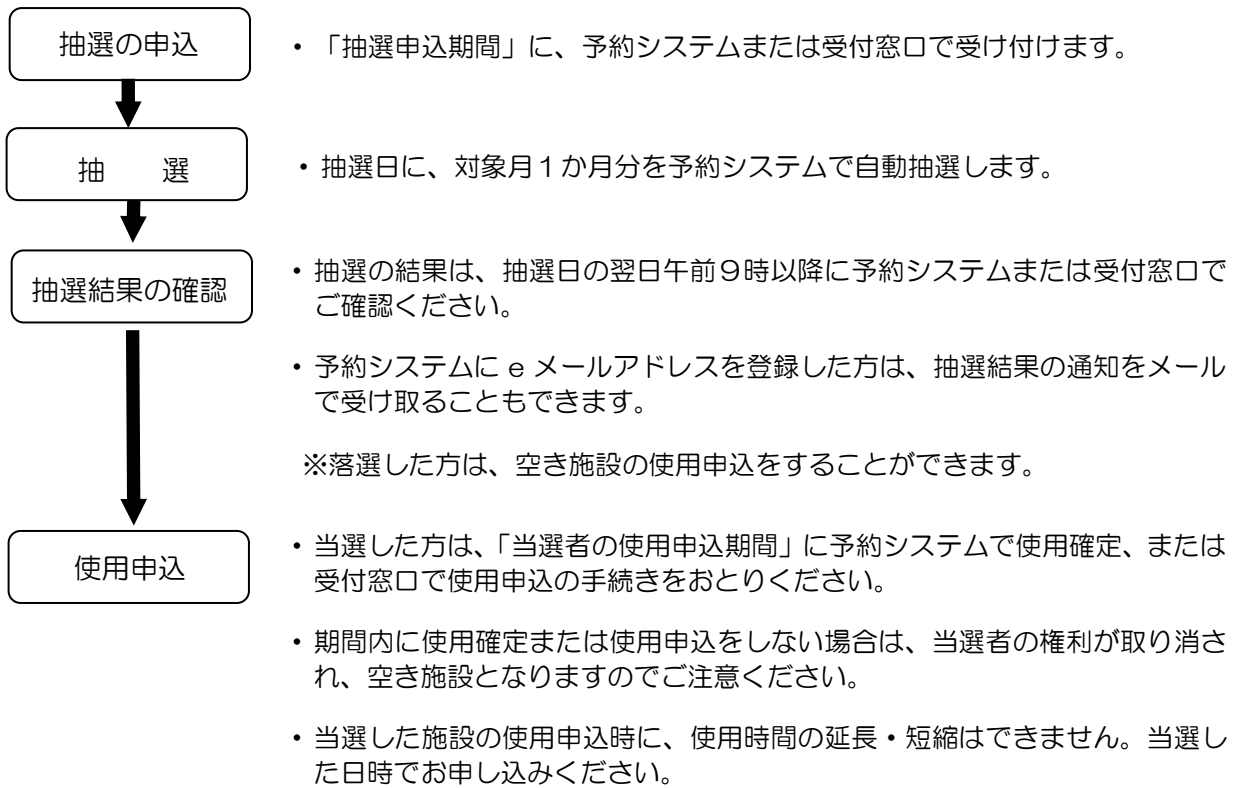 抽選の申込
・「抽選申込期間」に、予約システムまたは受付窓口で受け付けます。
抽　選
・抽選日に、対象月１か月分を予約システムで自動抽選します。
抽選結果の確認
・抽選の結果は、抽選日の翌日午前９時以降に予約システムまたは受付窓口で
ご確認ください。
・予約システムに e メールアドレスを登録した方は、抽選結果の通知をメール
で受け取ることもできます。
※落選した方は、空き施設の使用申込をすることができます。
使用申込
・当選した方は、「当選者の使用申込期間」に予約システムで使用確定、または
受付窓口で使用申込の手続きをおとりください。
・期間内に使用確定または使用申込をしない場合は、当選者の権利が取り消さ
れ、空き施設となりますのでご注意ください。
・当選した施設の使用申込時に、使用時間の延長・短縮はできません。当選し
た日時でお申し込みください。